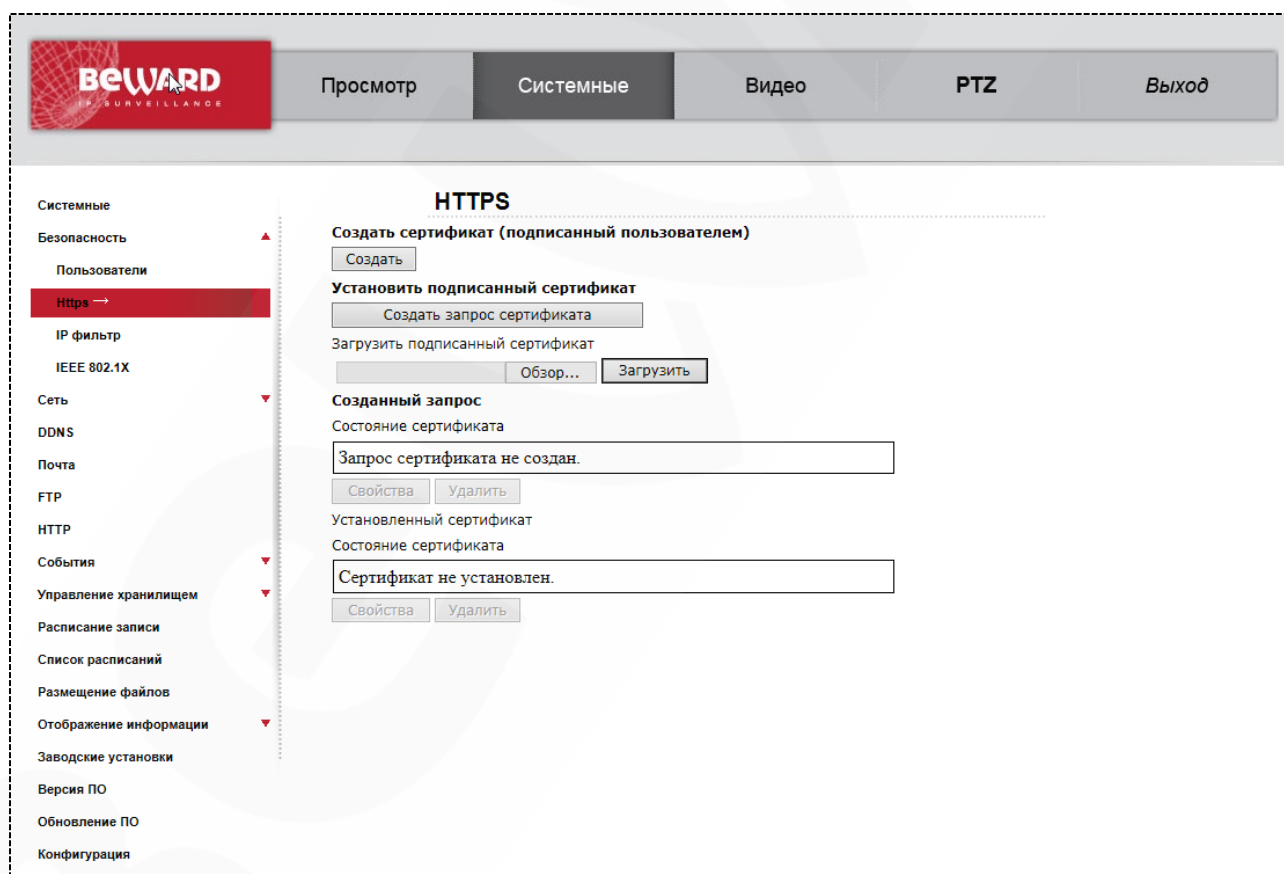 BEWARD
IP SURVEILLANCE
Просмотр
Системные
Видео
PTZ
Выход
Системные
Безопасность
Пользователи
Https →
IP фильтр
IEEE 802.1X
Сеть
DDNS
Почта
FTP
HTTP
События
Управление хранилищем
Расписание записи
Список расписаний
Размещение файлов
Отображение информации
Заводские установки
Версия ПО
Обновление ПО
Конфигурация
HTTPS
Создать сертификат (подписанный пользователем)
Создать
Установить подписанный сертификат
Создать запрос сертификата
Загрузить подписанный сертификат
Обзор... Загрузить
Созданный запрос
Состояние сертификата
Запрос сертификата не создан.
Свойства Удалить
Установленный сертификат
Состояние сертификата
Сертификат не установлен.
Свойства Удалить